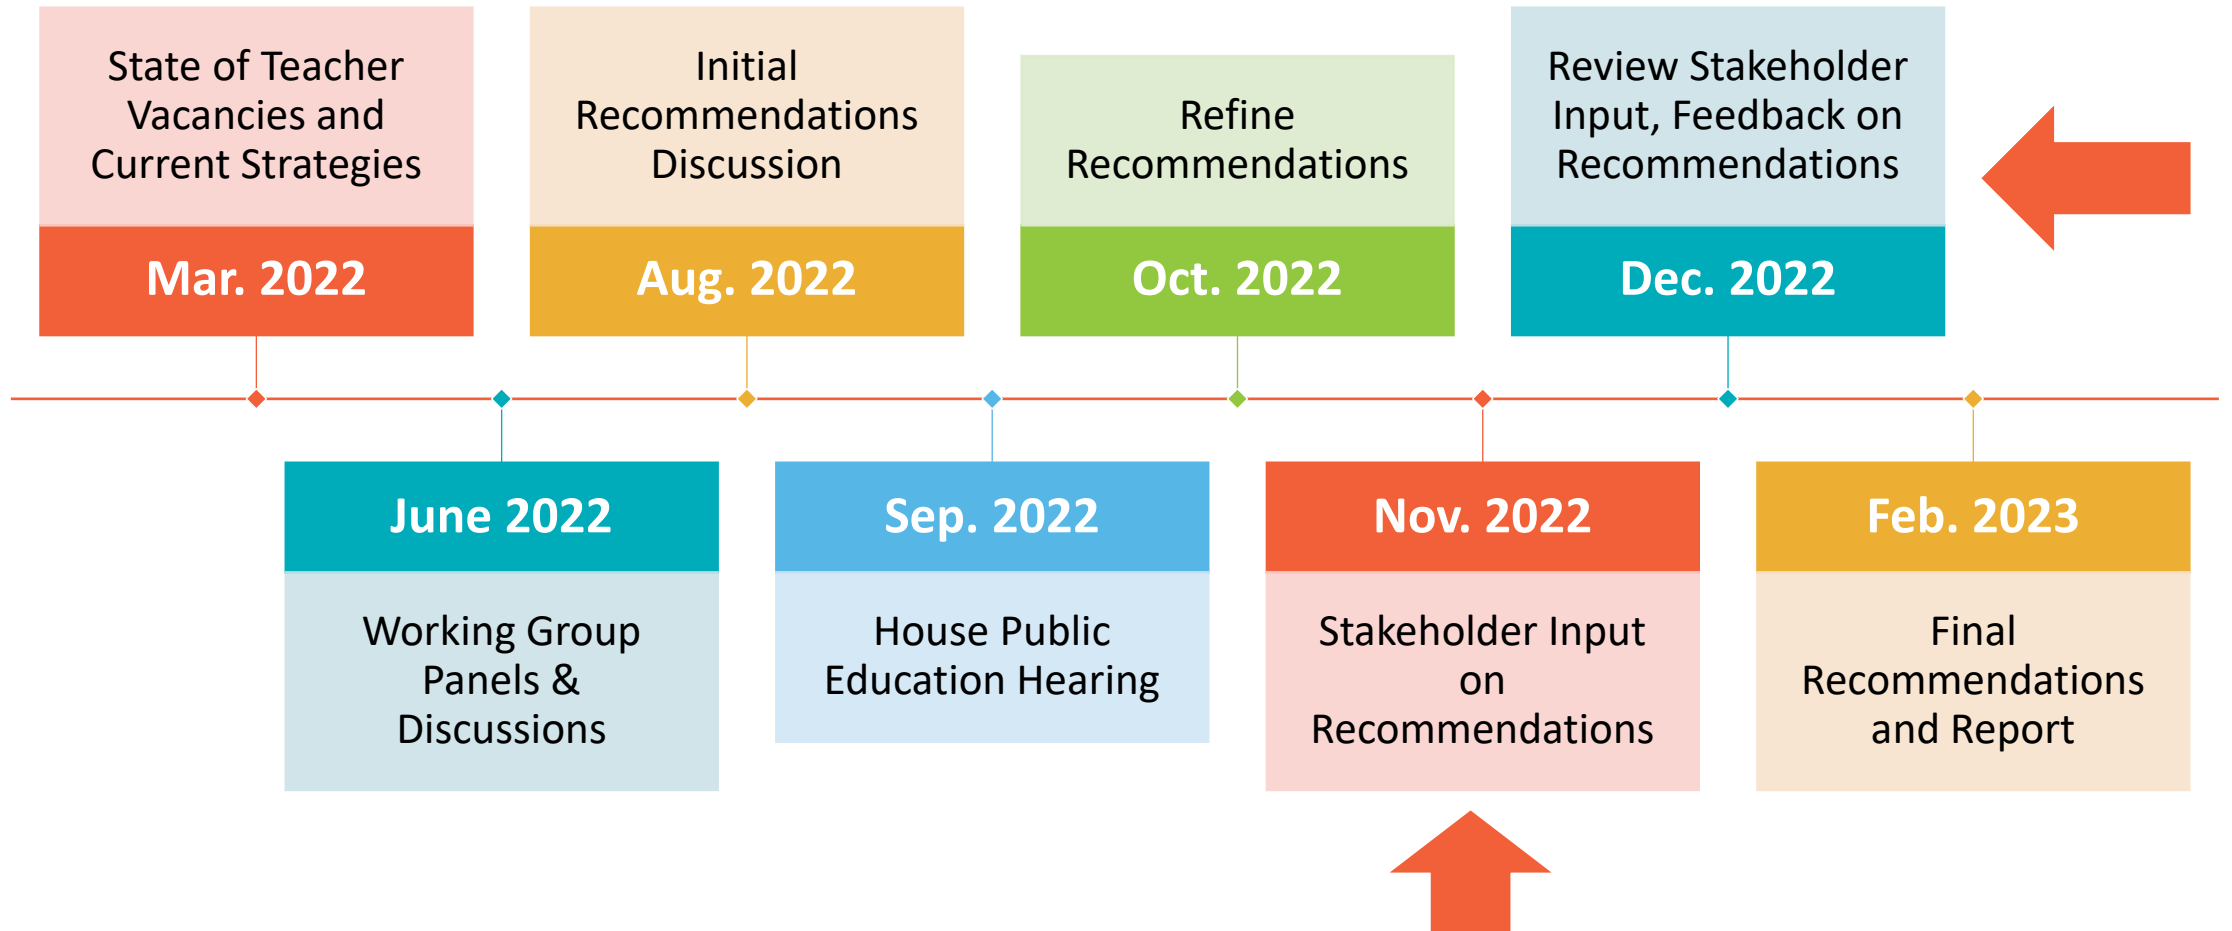 State of Teacher
Vacancies and
Current Strategies
Mar. 2022
June 2022
Working Group
Panels &
Discussions
Initial
Recommendations
Discussion
Aug. 2022
Sep. 2022
House Public
Education Hearing
Refine
Recommendations
Oct. 2022
Nov. 2022
Stakeholder Input
on
Recommendations
Review Stakeholder
Input, Feedback on
Recommendations
Dec. 2022
Feb. 2023
Final
Recommendations
and Report